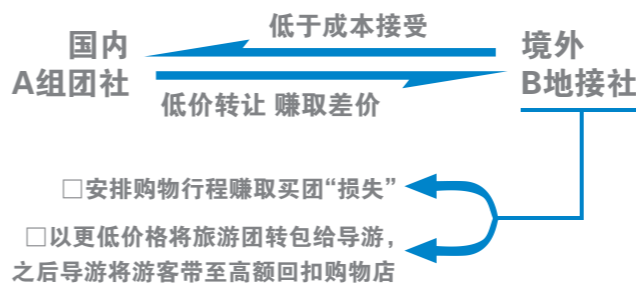 国内
A组团社
低于成本接受
低价转让 赚取差价
境外
B地接社
□安排购物行程赚取买团“损失”
□以更低价格将旅游团转包给导游，
之后导游将游客带至高额回扣购物店